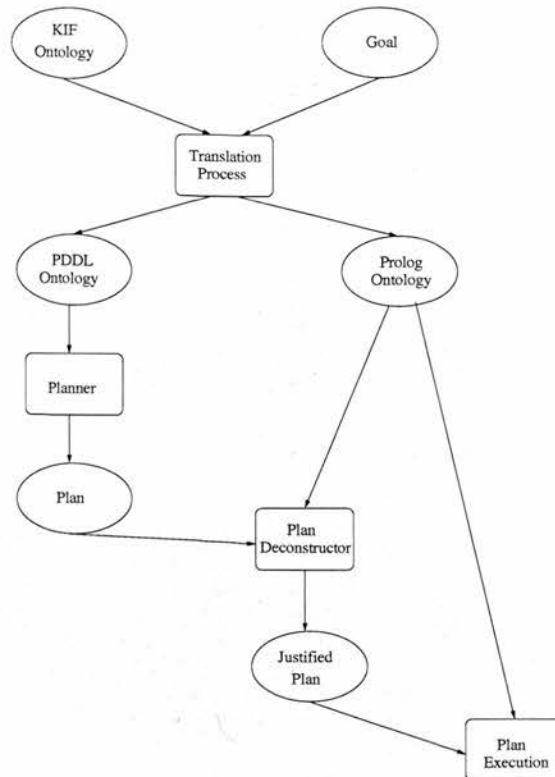 KIF
Ontology
Goal
Translation
Process
PDDL
Ontology
Prolog
Ontology
Planner
Plan
Plan
Deconstructor
Justified
Plan
Plan
Execution